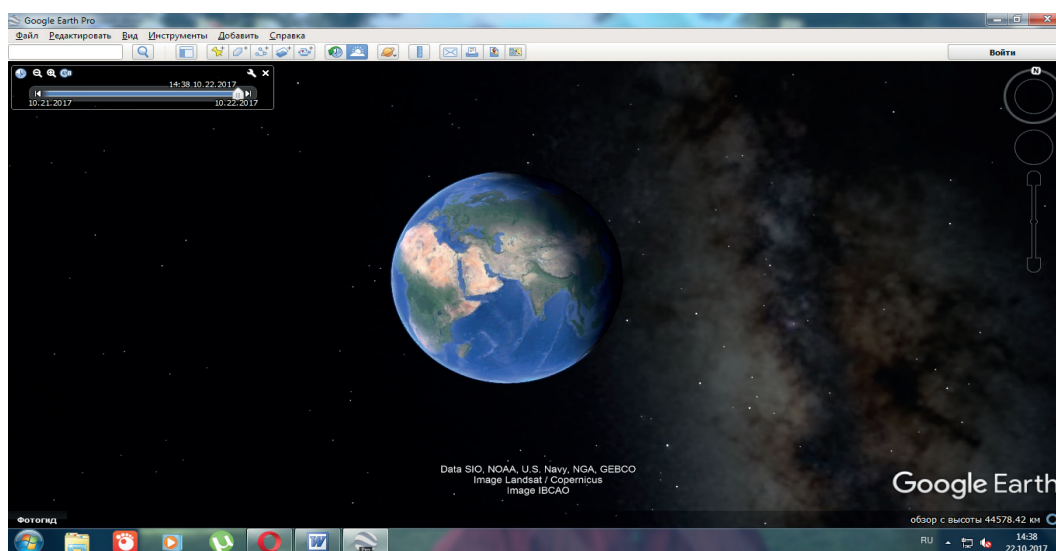 Google Earth Pro
Файл Редактировать Вид Инструменты Добавить Справка
Войти
14:38 10.22.2017
10.21.2017 10.22.2017
N
Data SIO, NOAA, U.S. Navy, NGA, GEBCO
Image Landsat / Copernicus
Image IBCAO
Google Earth
Фотогид
обзор с высоты 44578.42 км
RU
14:38
22.10.2017